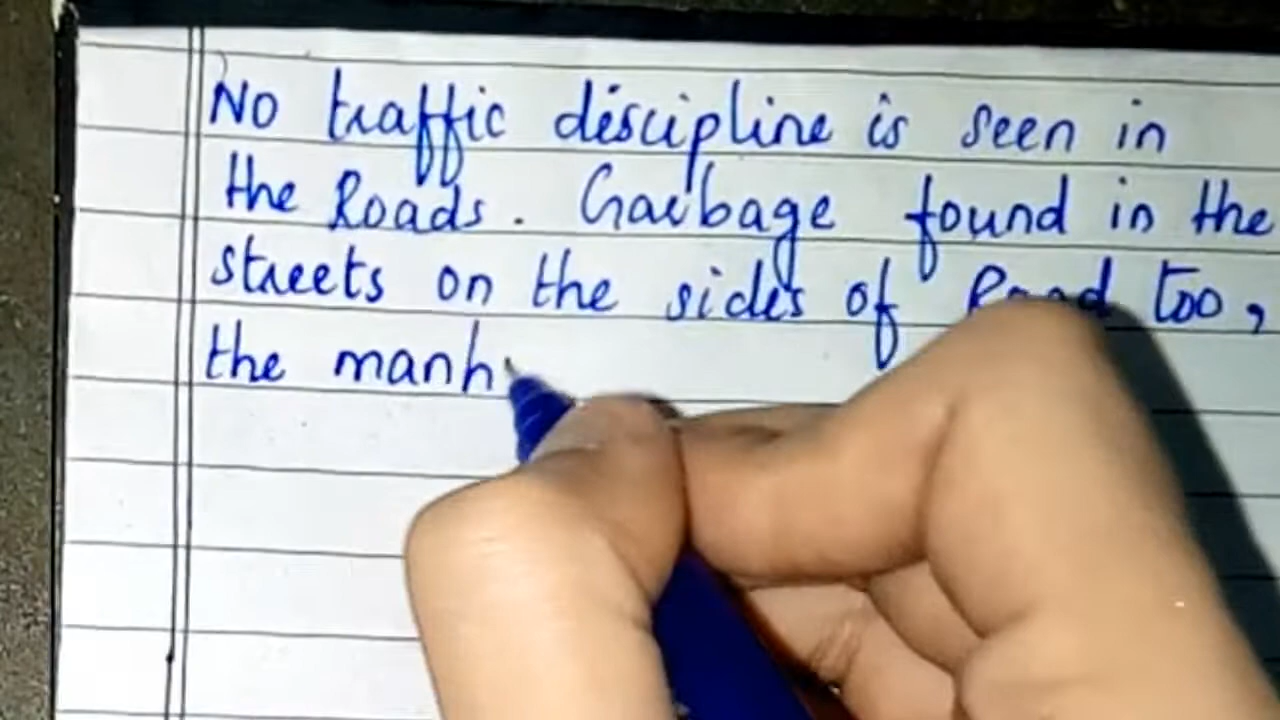 No traffic discipline is seen in
the Roads. Garbage found in the
streets on the sides of Road too,
the manh